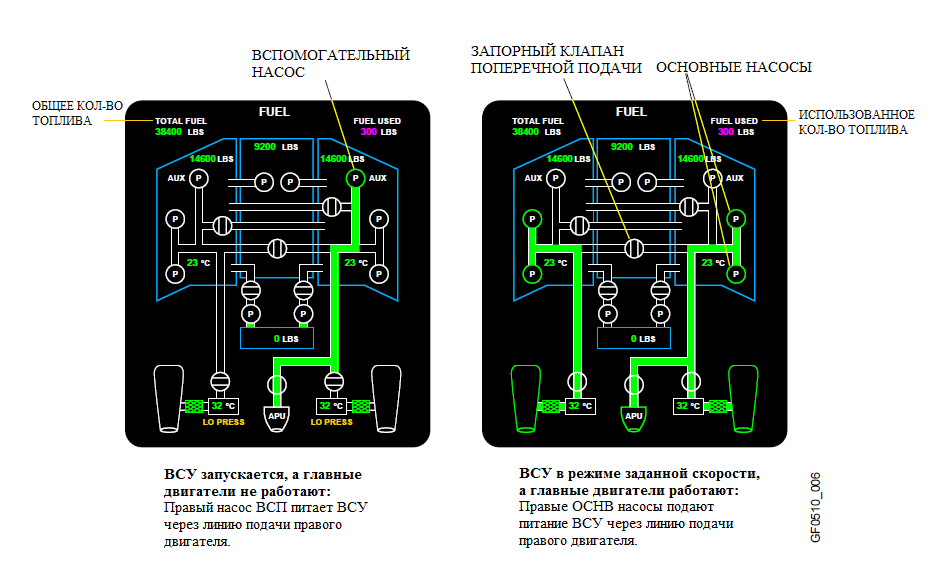 ВСПОМОГАТЕЛЬНЫЙ
НАСОС
ЗАПОРНЫЙ КЛАПАН
ПОПЕРЕЧНОЙ ПОДАЧИ
ОСНОВНЫЕ НАСОСЫ
ОБЩЕЕ КОЛ-ВО
ТОПЛИВА
ИСПОЛЬЗОВАННОЕ
КОЛ-ВО ТОПЛИВА
FUEL
TOTAL FUEL
38400 LBS
FUEL USED
300 LBS
14600 LBS
9200 LBS
14600 LBS
AUX
P
P
P
P
AUX
P
P
P
P
23 °C
23 °C
P
P
0 LBS
32 °C
APU
32 °C
LO PRESS
LO PRESS
FUEL
TOTAL FUEL
38400 LBS
FUEL USED
300 LBS
14600 LBS
9200 LBS
14600 LBS
AUX
P
P
P
P
AUX
P
P
P
P
23 °C
23 °C
P
P
0 LBS
32 °C
APU
32 °C
ВСУ запускается, а главные
двигатели не работают:
Правый насос ВСП питает ВСУ
через линию подачи правого
двигателя.
ВСУ в режиме заданной скорости,
а главные двигатели работают:
Правые ОСНВ насосы подают
питание ВСУ через линию подачи
правого двигателя.
GF0510_006